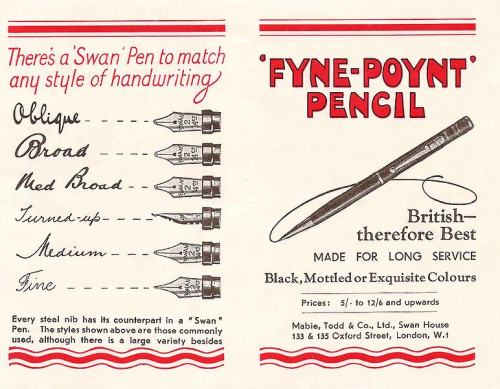 There's a 'Swan' Pen to match
any style of handwriting
Oblique
Broad
Med Broad
Turned-up
Medium
Fine
Every steel nib has its counterpart in a "Swan"
Pen. The styles shown above are those commonly
used, although there is a large variety besides
'FYNE-POYNT'
PENCIL
British—
therefore Best
MADE FOR LONG SERVICE
Black, Mottled or Exquisite Colours
Prices: 5/- to 12/6 and upwards
Mabie, Todd & Co., Ltd., Swan House
133 & 135 Oxford Street, London, W.1